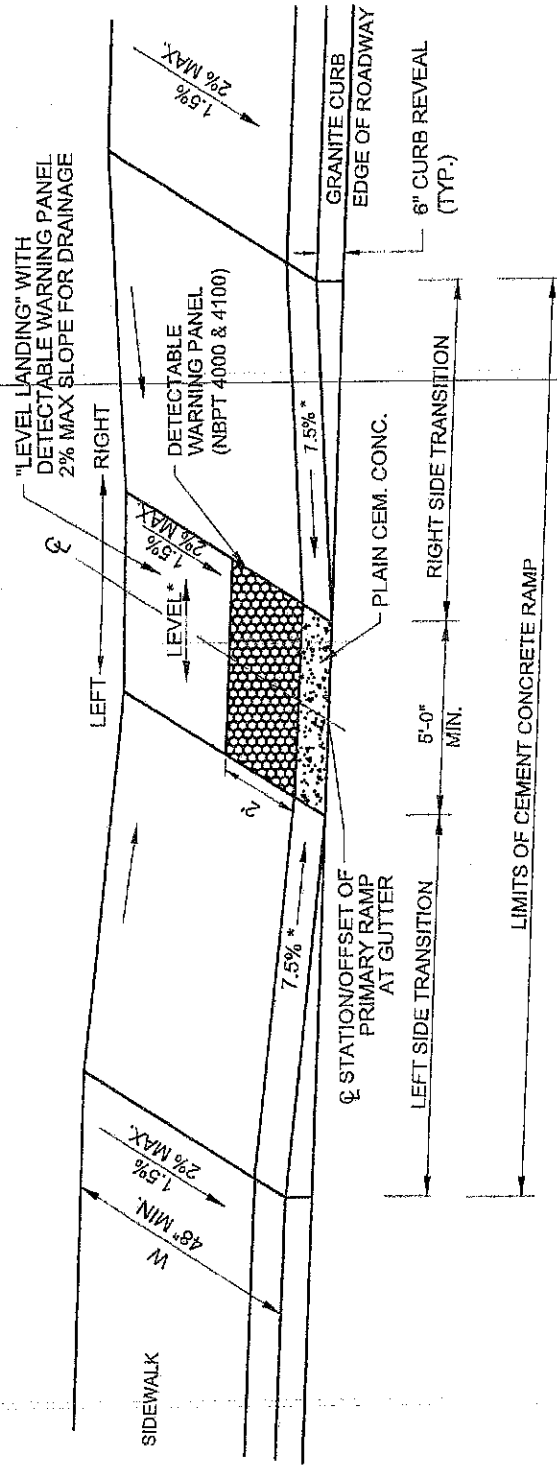 "LEVEL LANDING" WITH
DETECTABLE WARNING PANEL
2% MAX SLOPE FOR DRAINAGE
LEFT
RIGHT
℄
DETECTABLE
WARNING PANEL
(NBPT 4000 & 4100)
1.5%
2% MAX.
LEVEL*
1.5%
2% MAX.
GRANITE CURB
EDGE OF ROADWAY
6" CURB REVEAL
(TYP.)
SIDEWALK
W
48" MIN.
1.5%
2% MAX.
2'
7.5% *
7.5% *
PLAIN CEM. CONC.
℄ STATION/OFFSET OF
PRIMARY RAMP
AT GUTTER
LEFT SIDE TRANSITION
5'-0"
MIN.
RIGHT SIDE TRANSITION
LIMITS OF CEMENT CONCRETE RAMP